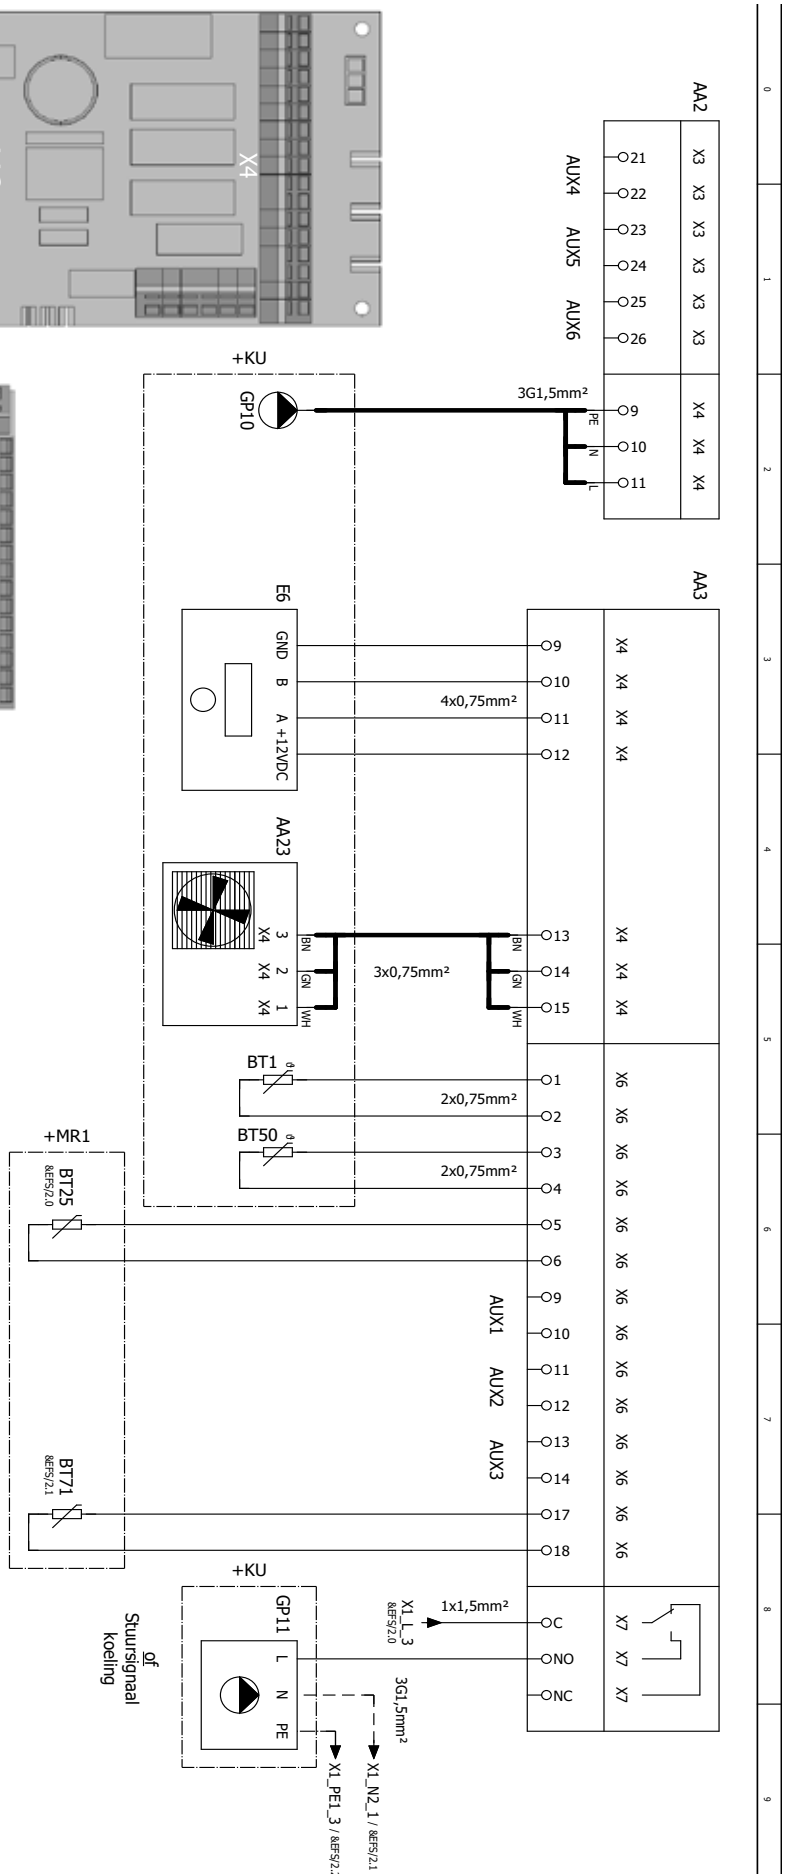 X4
0
1
2
3
4
5
6
7
8
9
AA2
21 X3
22 X3
AUX4
23 X3
24 X3
AUX5
25 X3
26 X3
AUX6
+KU
GP10
3G1,5mm²
PE 9 X4
N 10 X4
L 11 X4
AA3
E6
GND 9 X4
B 10 X4
4x0,75mm²
A 11 X4
+12VDC 12 X4
AA23
X4 3 BN BN 13 X4
X4 2 GN GN 14 X4
3x0,75mm²
X4 1 WH WH 15 X4
BT1 ϑ 1 X6
2x0,75mm²
2 X6
BT50 ϑ 3 X6
2x0,75mm²
4 X6
+MR1
BT25
&EFS/2.0
5 X6
6 X6
9 X6
AUX1
10 X6
11 X6
AUX2
12 X6
13 X6
AUX3
14 X6
BT71
&EFS/2.1
17 X6
18 X6
+KU
X1_L_3
&EFS/2.0
1x1,5mm²
C X7
GP11
L NO X7
N NC X7
PE
3G1,5mm²
X1_N2_1 / &EFS/2.1
X1_PE1_3 / &EFS/2.
of
Stuursignaal
koeling